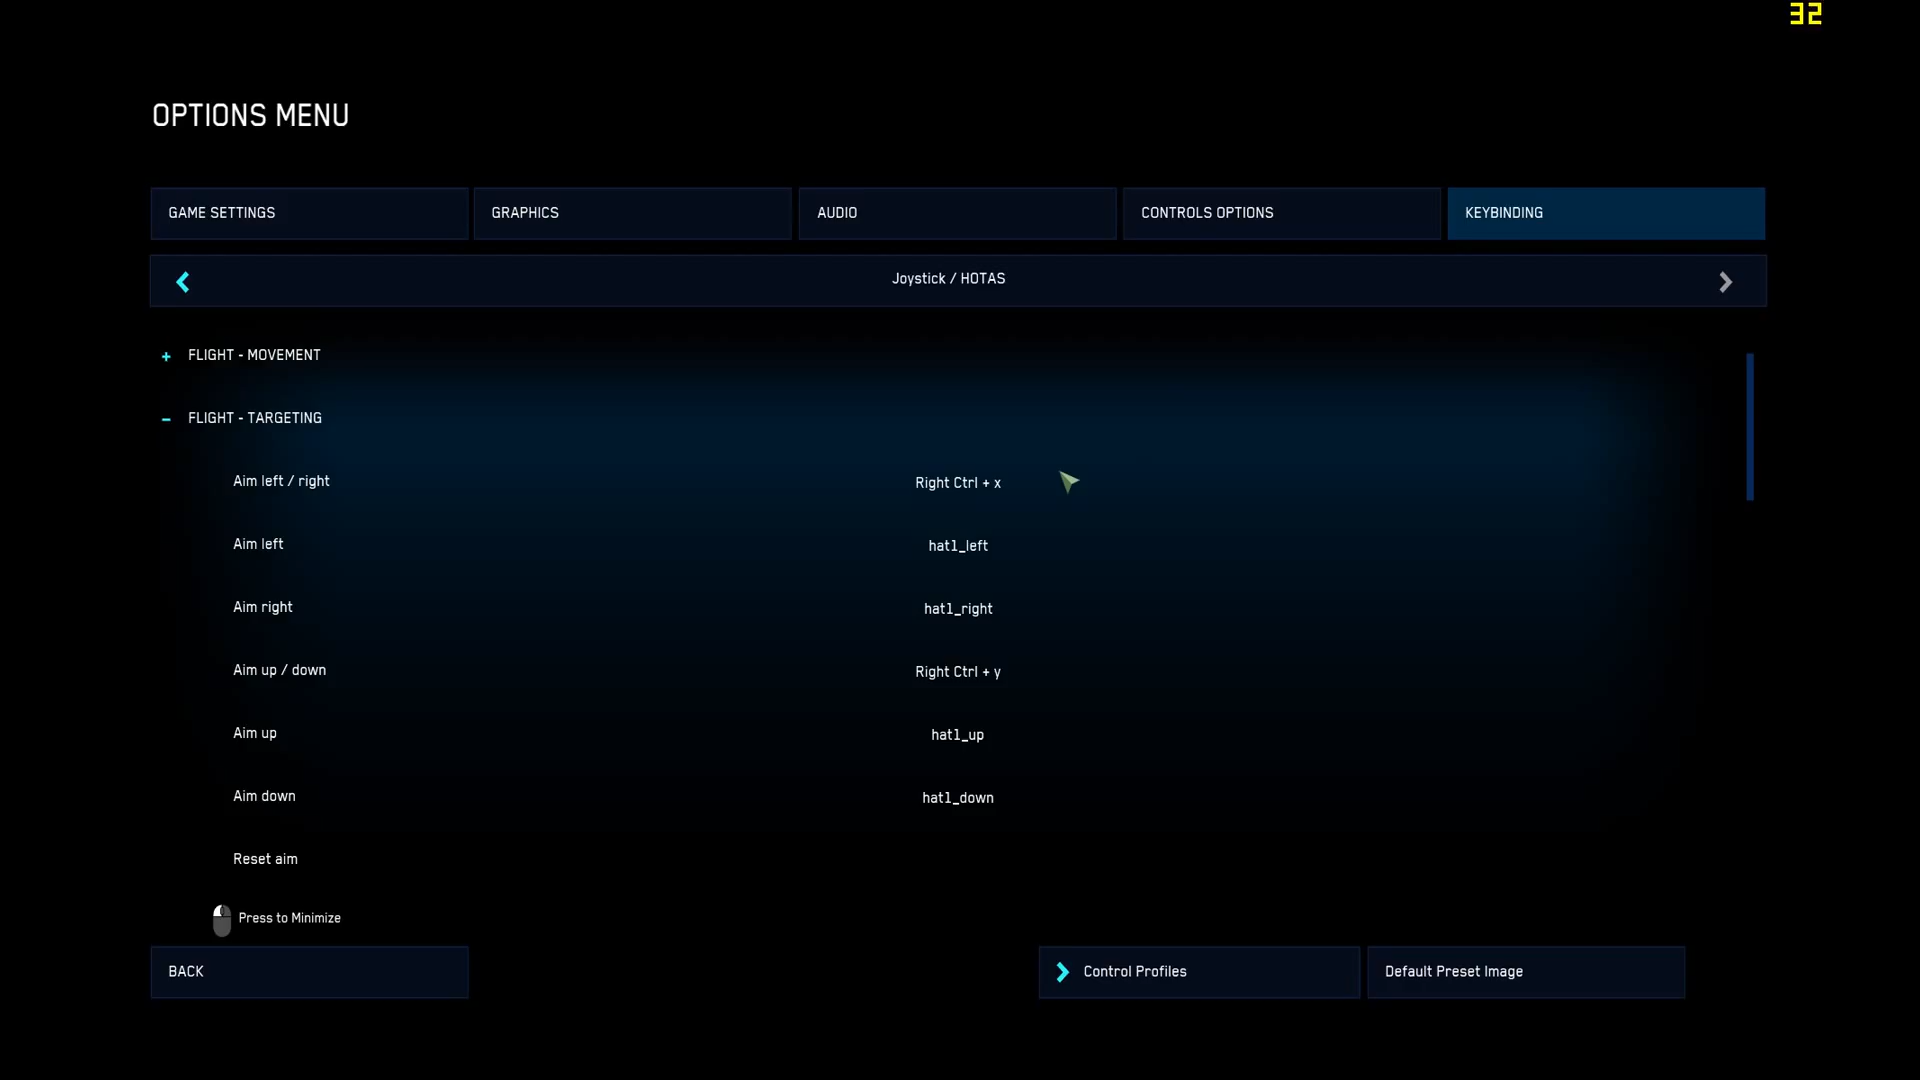 32
OPTIONS MENU
GAME SETTINGS
GRAPHICS
AUDIO
CONTROLS OPTIONS
KEYBINDING
Joystick / HOTAS
+ FLIGHT - MOVEMENT
- FLIGHT - TARGETING
Aim left / right
Right Ctrl + x
Aim left
hat1_left
Aim right
hat1_right
Aim up / down
Right Ctrl + y
Aim up
hat1_up
Aim down
hat1_down
Reset aim
Press to Minimize
BACK
Control Profiles
Default Preset Image